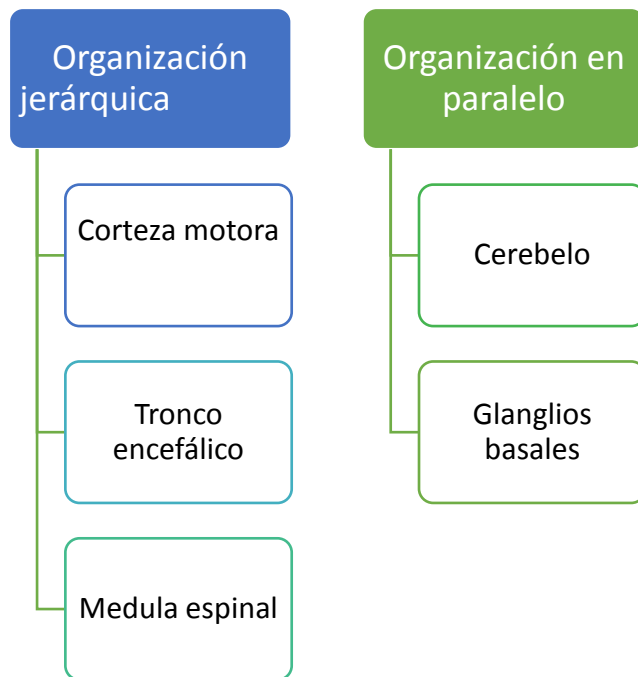 Organización
jerárquica
Corteza motora
Tronco
encefálico
Medula espinal
Organización en
paralelo
Cerebelo
Glanglios
basales